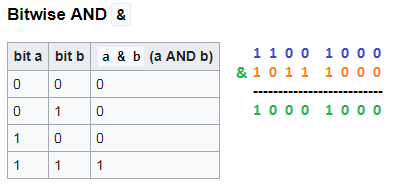 Bitwise AND &
bit a bit b a & b (a AND b)
0 0 0
0 1 0
1 0 0
1 1 1
1 1 0 0 1 0 0 0
& 1 0 1 1 1 0 0 0
--------------------------
1 0 0 0 1 0 0 0